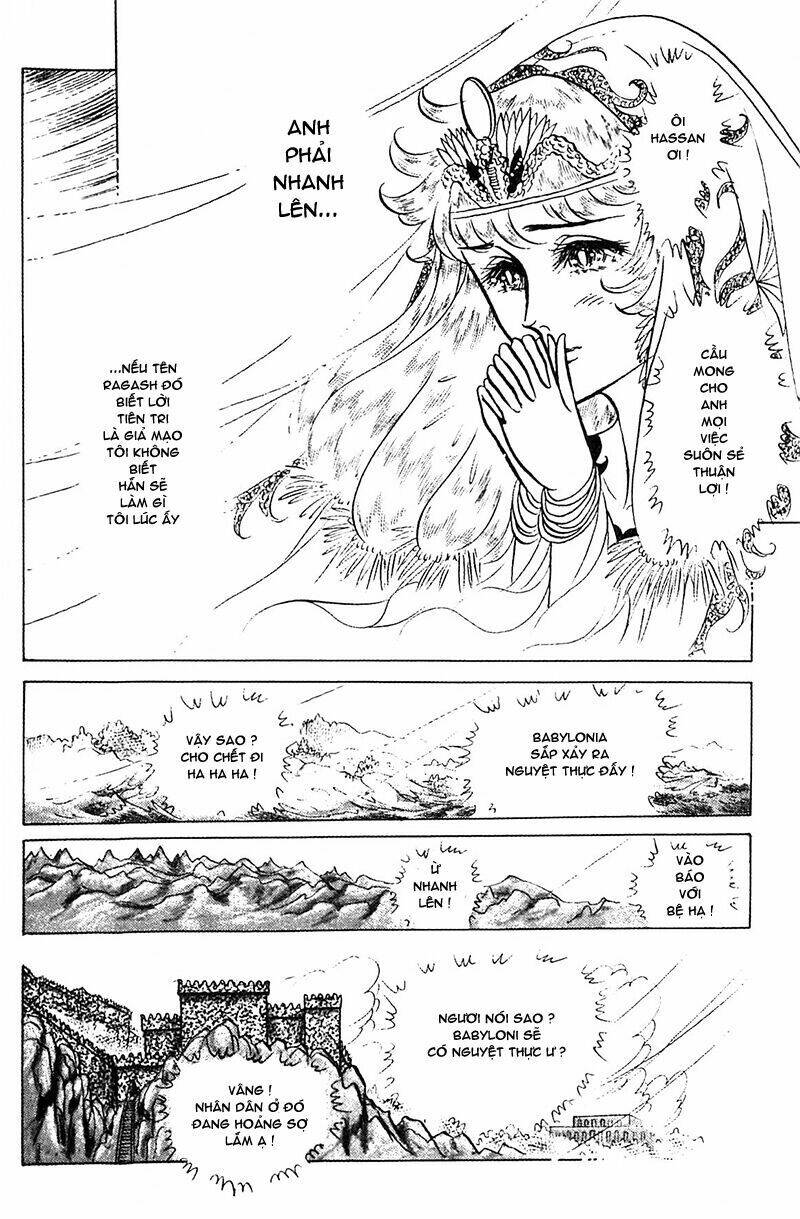 ÔI
HASSAN
ƠI !
CẦU
MONG
CHO
ANH
MỌI
VIỆC
SUÔN SẺ
THUẬN
LỢI !
ANH
PHẢI
NHANH
LÊN...
...NẾU TÊN
RAGASH ĐÓ
BIẾT LỜI
TIÊN TRI
LÀ GIẢ MẠO
TÔI KHÔNG
BIẾT
HẮN SẼ
LÀM GÌ
TÔI LÚC ẤY
BABYLONIA
SẮP XẢY RA
NGUYỆT THỰC ĐẤY !
VẬY SAO ?
CHO CHẾT ĐI
HA HA HA !
VÀO
BÁO
VỚI
BỆ HẠ !
Ừ
NHANH
LÊN !
NGƯƠI NÓI SAO ?
BABYLONI SẼ
CÓ NGUYỆT THỰC Ư ?
VÂNG !
NHÂN DÂN Ở ĐÓ
ĐANG HOẢNG SỢ
LẮM Ạ !